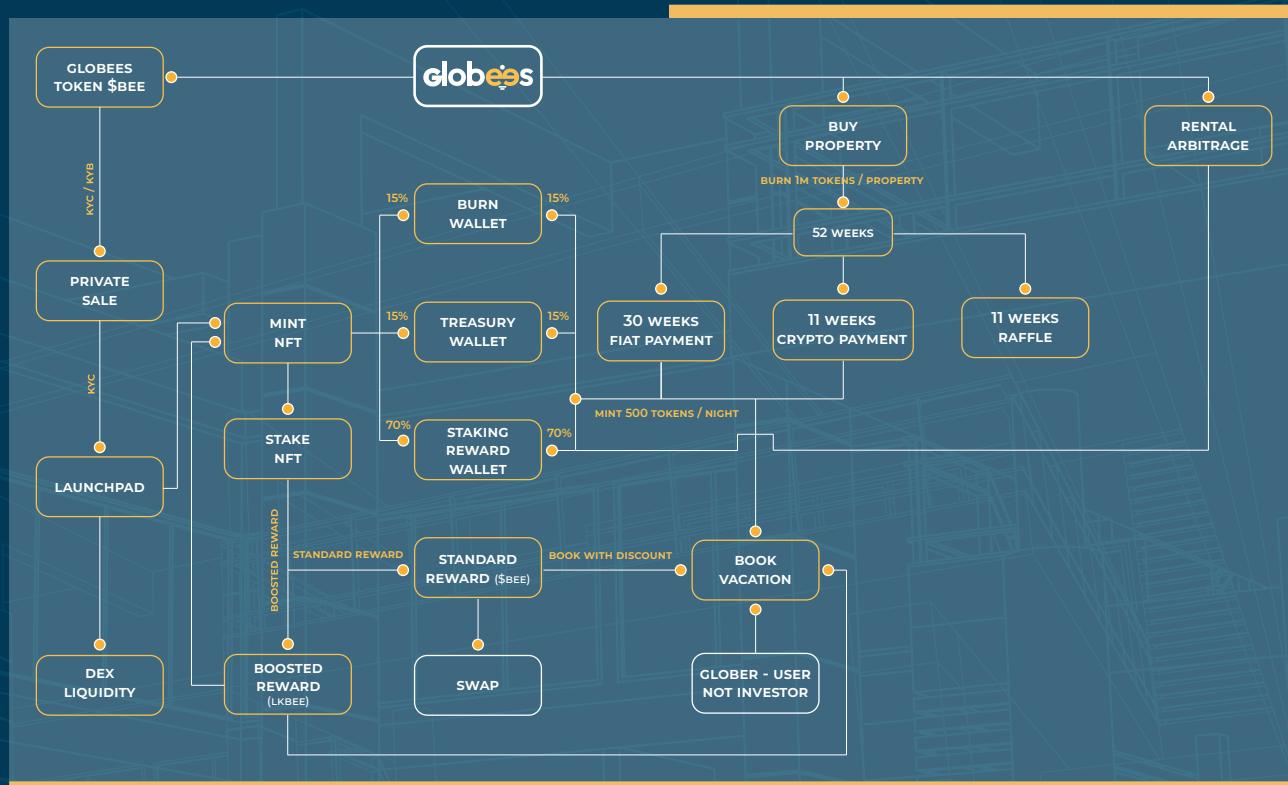 GLOBEES
TOKEN $BEE
globees
BUY
PROPERTY
RENTAL
ARBITRAGE
KYC / KYB
BURN 1M TOKENS / PROPERTY
15%
BURN
WALLET
15%
52 WEEKS
PRIVATE
SALE
MINT
NFT
15%
TREASURY
WALLET
15%
30 WEEKS
FIAT PAYMENT
11 WEEKS
CRYPTO PAYMENT
11 WEEKS
RAFFLE
KYC
MINT 500 TOKENS / NIGHT
STAKE
NFT
70%
STAKING
REWARD
WALLET
70%
LAUNCHPAD
BOOSTED REWARD
STANDARD REWARD
STANDARD
REWARD ($BEE)
BOOK WITH DISCOUNT
BOOK
VACATION
DEX
LIQUIDITY
BOOSTED
REWARD
(LKBEE)
SWAP
GLOBER - USER
NOT INVESTOR